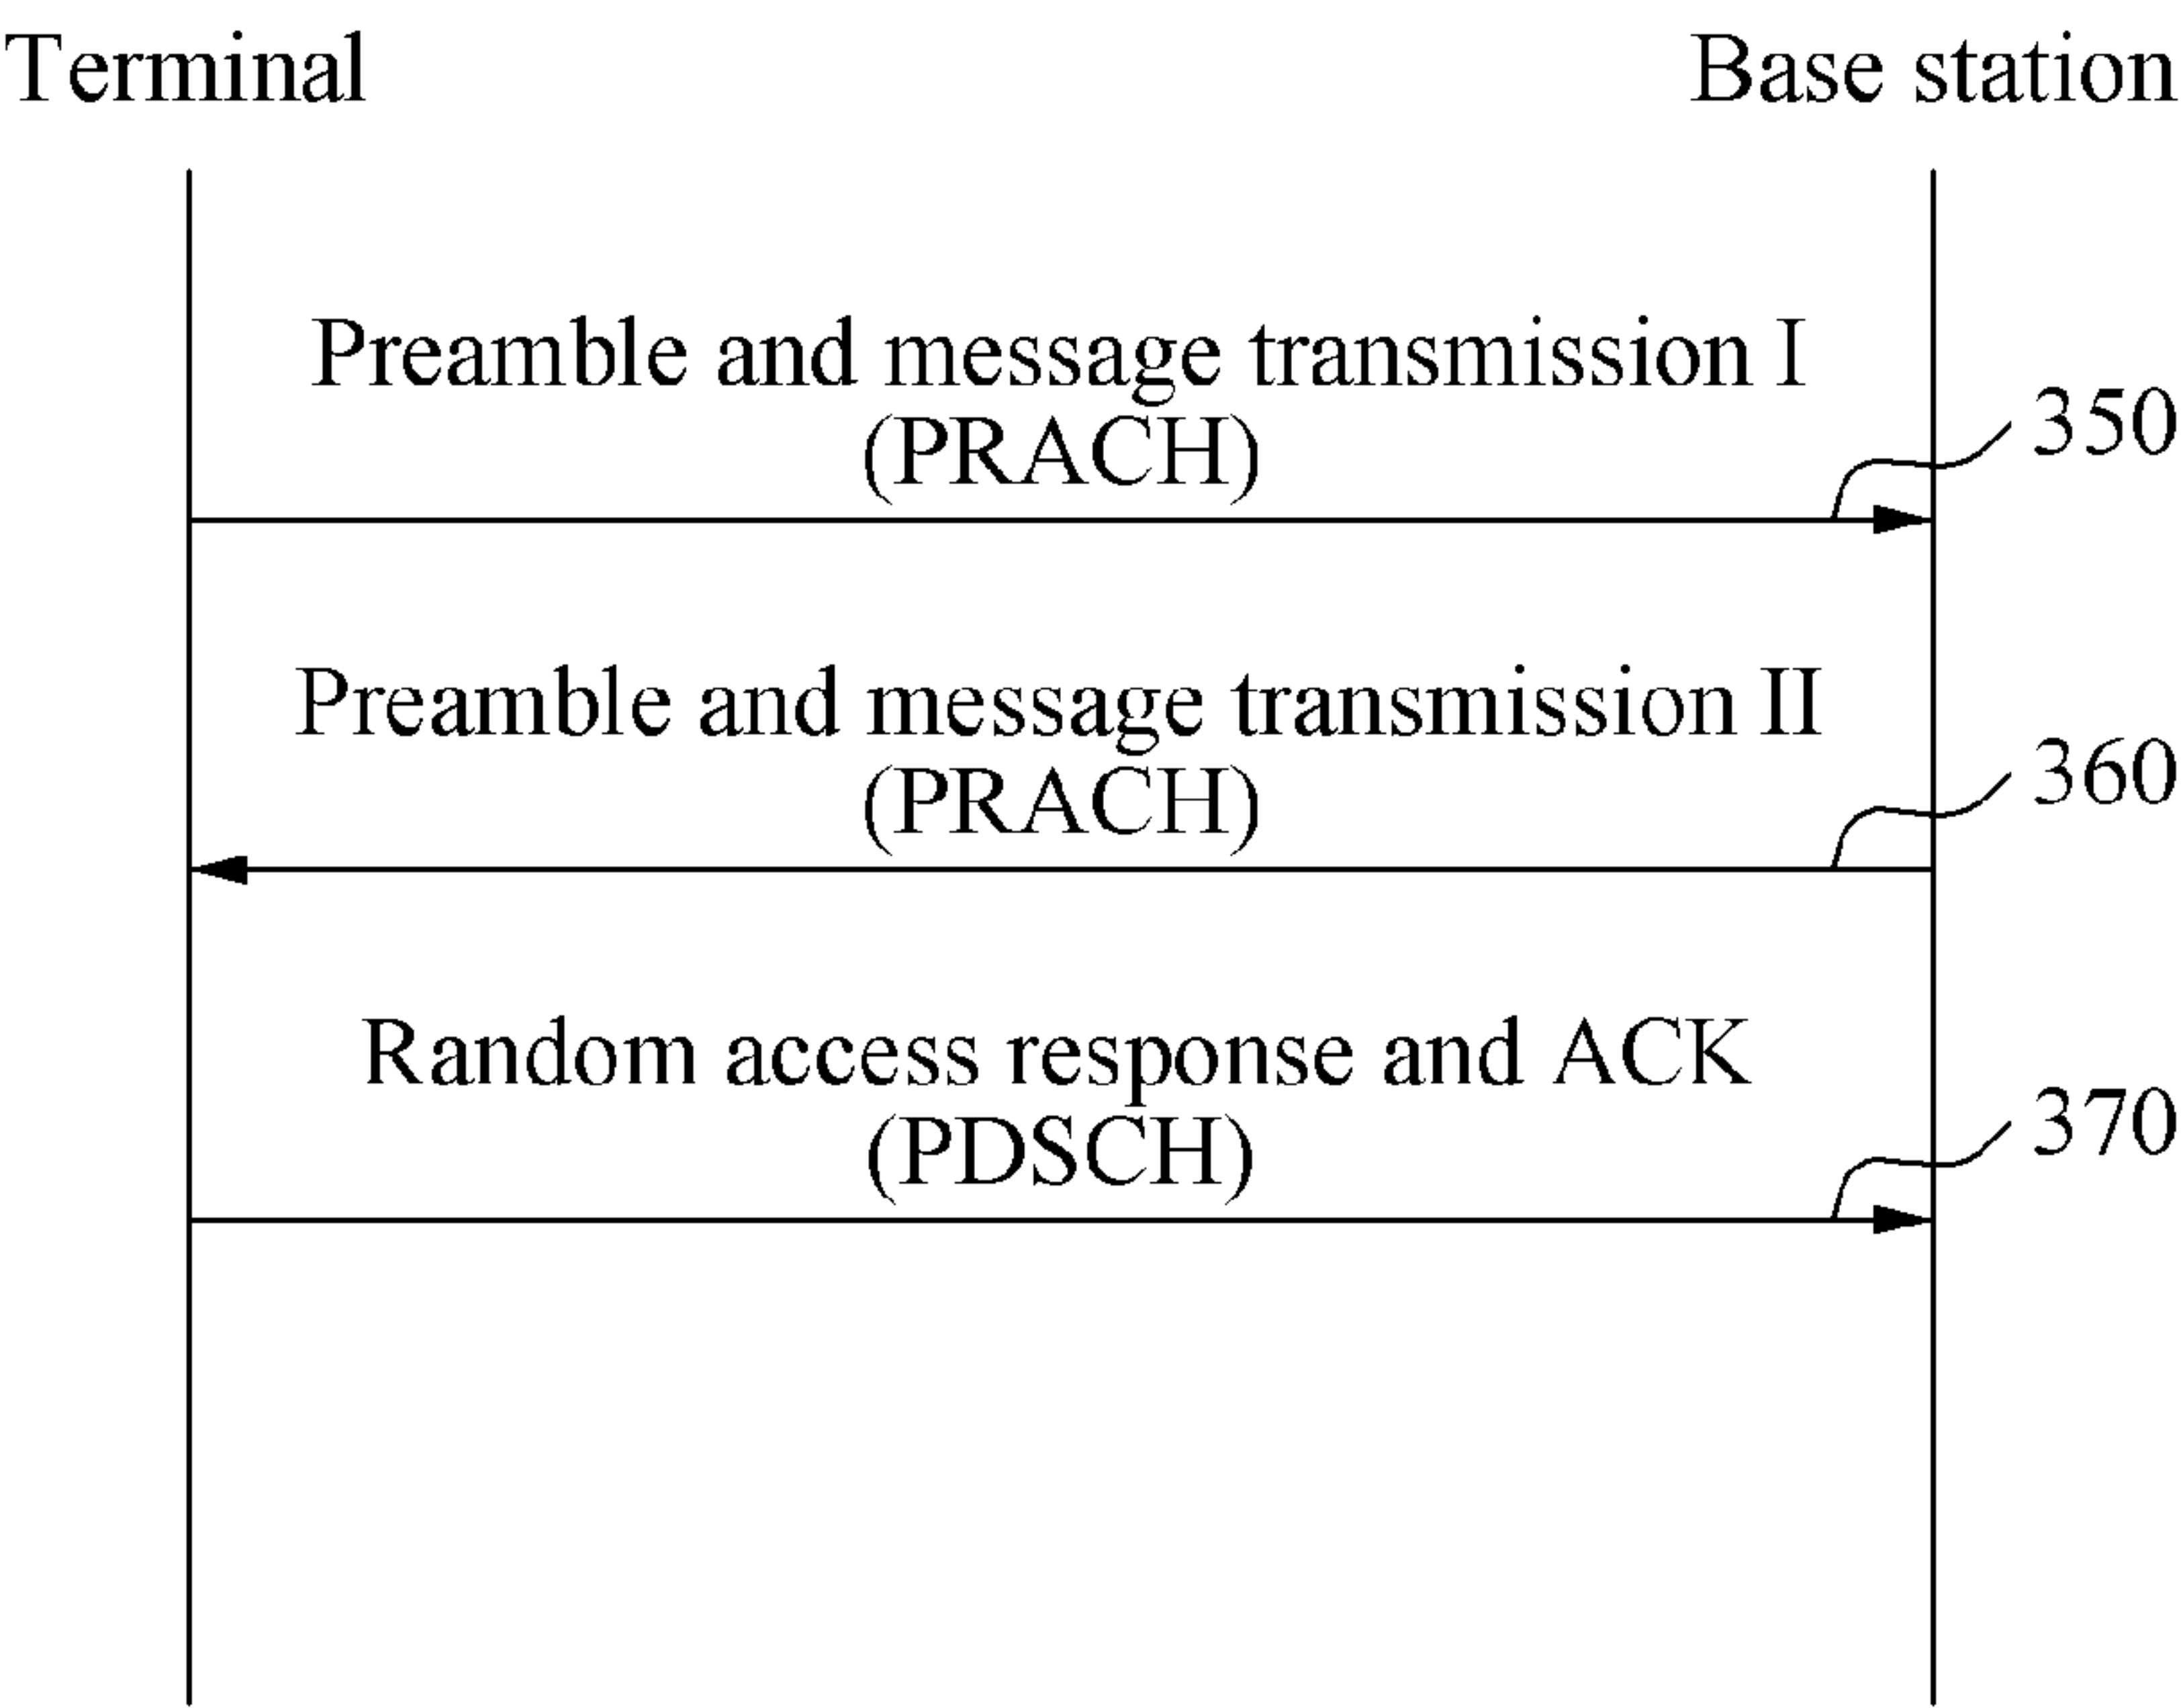 Terminal
Base station
Preamble and message transmission I
(PRACH)
350
Preamble and message transmission II
(PRACH)
360
Random access response and ACK
(PDSCH)
370